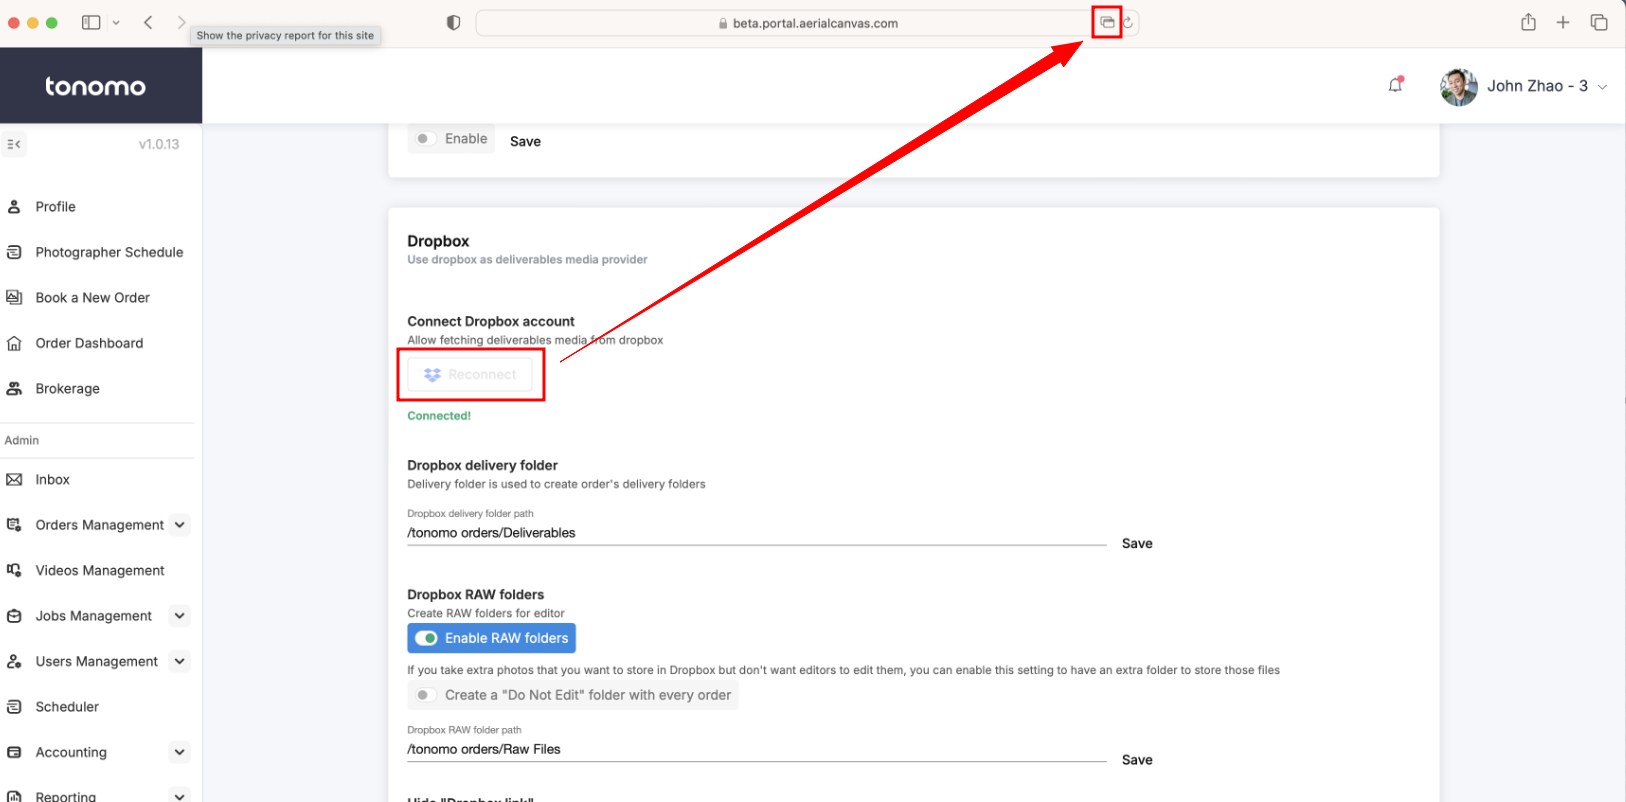 beta.portal.aerialcanvas.com
Show the privacy report for this site
tonomo
John Zhao - 3
v1.0.13
Profile
Photographer Schedule
Book a New Order
Order Dashboard
Brokerage
Admin
Inbox
Orders Management
Videos Management
Jobs Management
Users Management
Scheduler
Accounting
Reporting
Enable
Save
Dropbox
Use dropbox as deliverables media provider
Connect Dropbox account
Allow fetching deliverables media from dropbox
Reconnect
Connected!
Dropbox delivery folder
Delivery folder is used to create order's delivery folders
Dropbox delivery folder path
/tonomo orders/Deliverables
Save
Dropbox RAW folders
Create RAW folders for editor
Enable RAW folders
If you take extra photos that you want to store in Dropbox but don't want editors to edit them, you can enable this setting to have an extra folder to store those files
Create a "Do Not Edit" folder with every order
Dropbox RAW folder path
/tonomo orders/Raw Files
Save
Hide "Dropbox link"